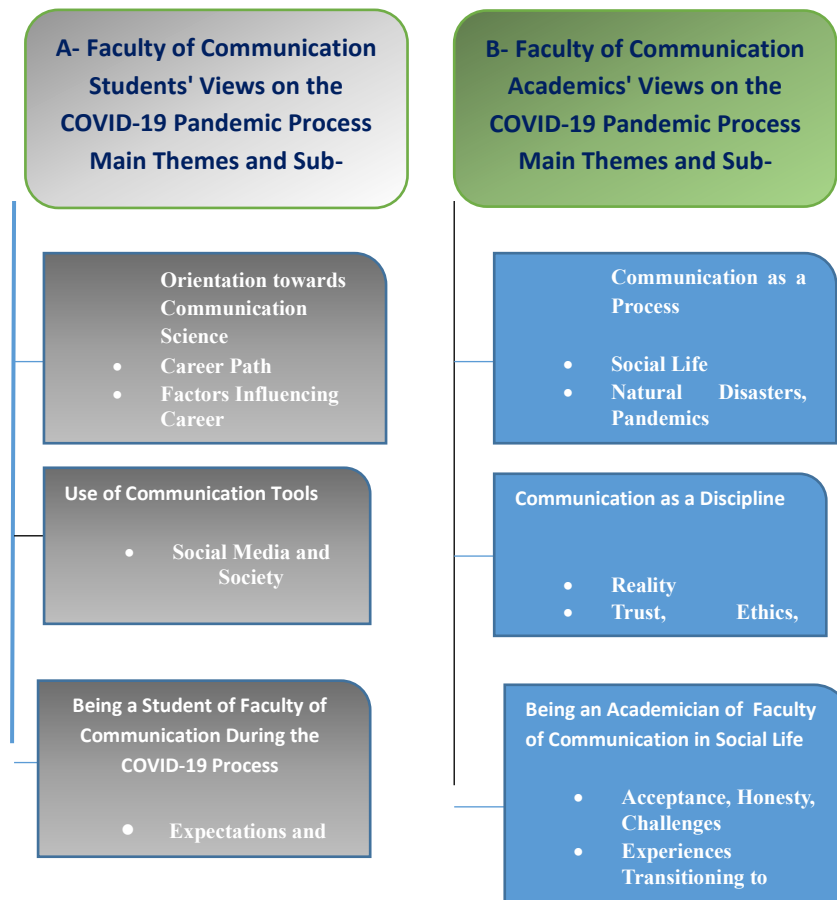 A- Faculty of Communication
Students' Views on the
COVID-19 Pandemic Process
Main Themes and Sub-
Orientation towards
Communication
Science
• Career Path
• Factors Influencing
Career
Use of Communication Tools
• Social Media and
Society
Being a Student of Faculty of
Communication During the
COVID-19 Process
• Expectations and
B- Faculty of Communication
Academics' Views on the
COVID-19 Pandemic Process
Main Themes and Sub-
Communication as a
Process
• Social Life
• Natural Disasters,
Pandemics
Communication as a Discipline
• Reality
• Trust, Ethics,
Being an Academician of Faculty
of Communication in Social Life
• Acceptance, Honesty,
Challenges
• Experiences
Transitioning to